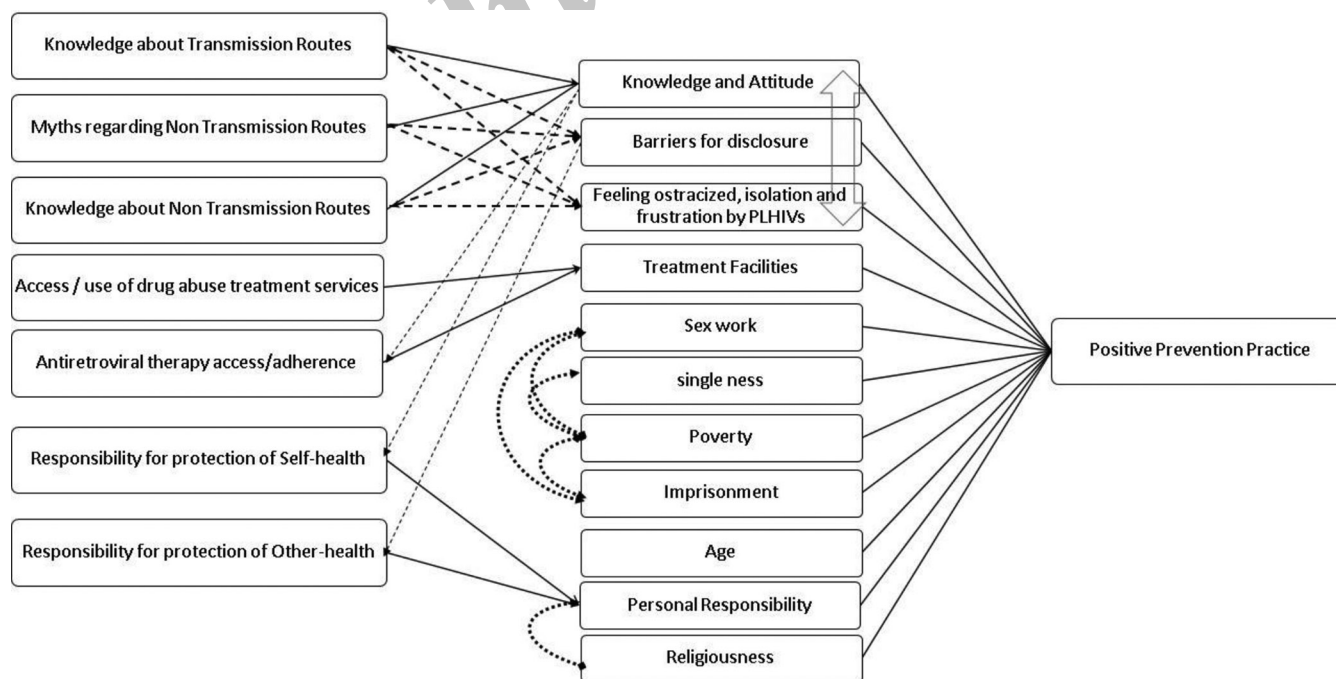 Knowledge about Transmission Routes
Myths regarding Non Transmission Routes
Knowledge about Non Transmission Routes
Access / use of drug abuse treatment services
Antiretroviral therapy access/adherence
Responsibility for protection of Self-health
Responsibility for protection of Other-health
Knowledge and Attitude
Barriers for disclosure
Feeling ostracized, isolation and
frustration by PLHIVs
Treatment Facilities
Sex work
single ness
Poverty
Imprisonment
Age
Personal Responsibility
Religiousness
Positive Prevention Practice